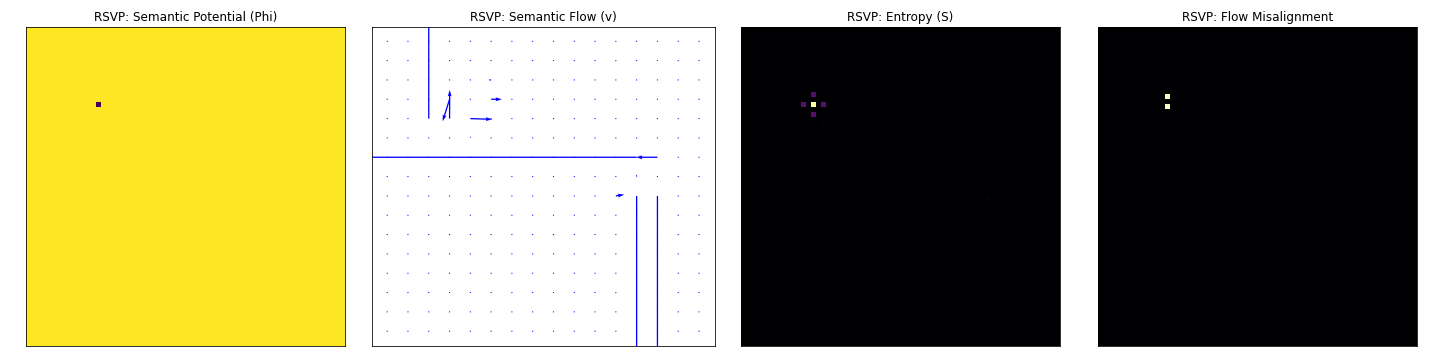 RSVP: Semantic Potential (Phi)
RSVP: Semantic Flow (v)
RSVP: Entropy (S)
RSVP: Flow Misalignment